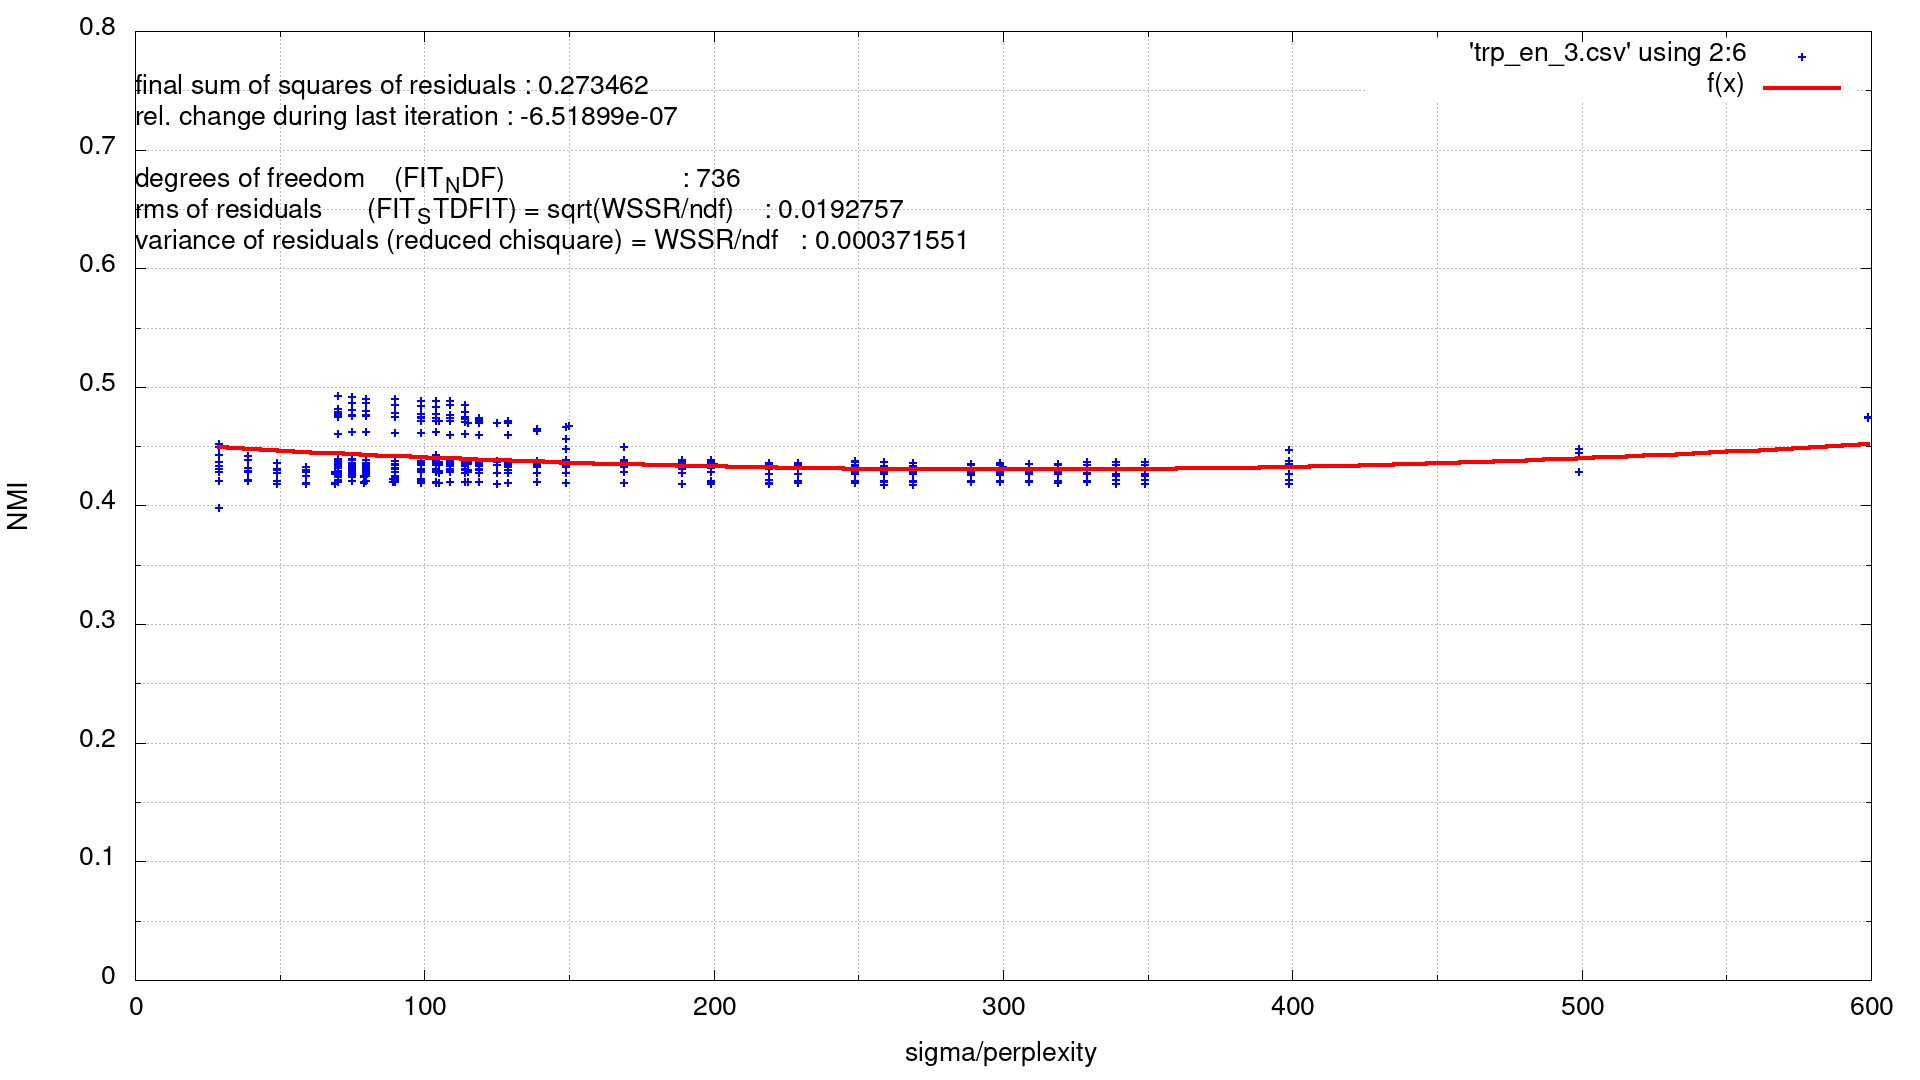 'trp_en_3.csv' using 2:6
f(x)
final sum of squares of residuals : 0.273462
rel. change during last iteration : -6.51899e-07
degrees of freedom (FIT_NDF) : 736
rms of residuals (FIT_STDFIT) = sqrt(WSSR/ndf) : 0.0192757
variance of residuals (reduced chisquare) = WSSR/ndf : 0.000371551
0.8
0.7
0.6
0.5
0.4
0.3
0.2
0.1
0
NMI
0 100 200 300 400 500 600
sigma/perplexity